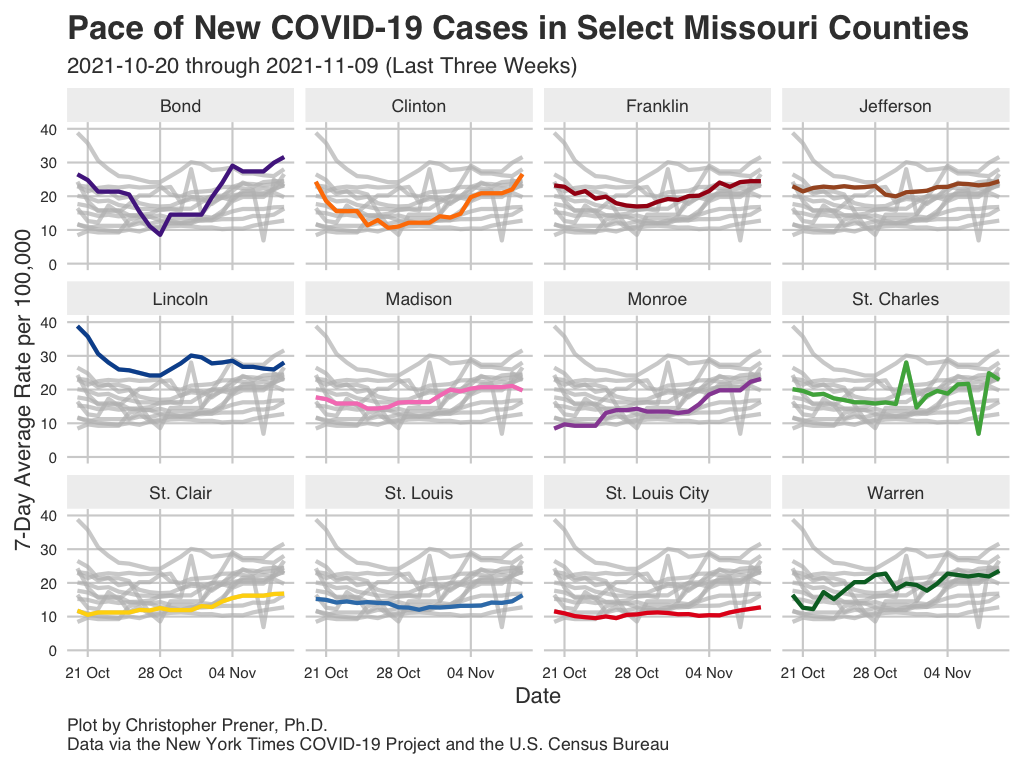 Pace of New COVID-19 Cases in Select Missouri Counties
2021-10-20 through 2021-11-09 (Last Three Weeks)
Bond
Clinton
Franklin
Jefferson
40
30
20
10
0
Lincoln
Madison
Monroe
St. Charles
40
30
20
10
0
St. Clair
St. Louis
St. Louis City
Warren
40
30
20
10
0
7-Day Average Rate per 100,000
21 Oct
28 Oct
04 Nov
21 Oct
28 Oct
04 Nov
21 Oct
28 Oct
04 Nov
21 Oct
28 Oct
04 Nov
Date
Plot by Christopher Prener, Ph.D.
Data via the New York Times COVID-19 Project and the U.S. Census Bureau